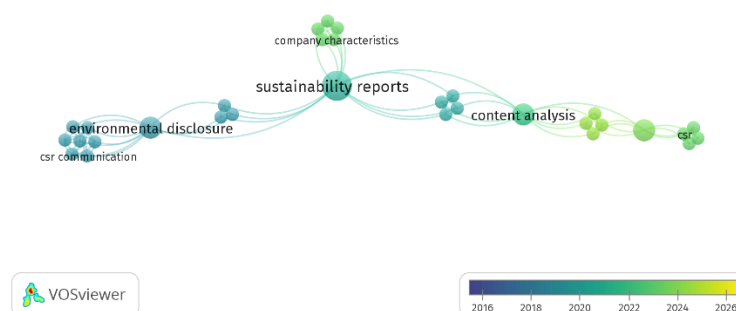 company characteristics
sustainability reports
content analysis
environmental disclosure
csr
csr communication
VOSviewer
2016 2018 2020 2022 2024 2026